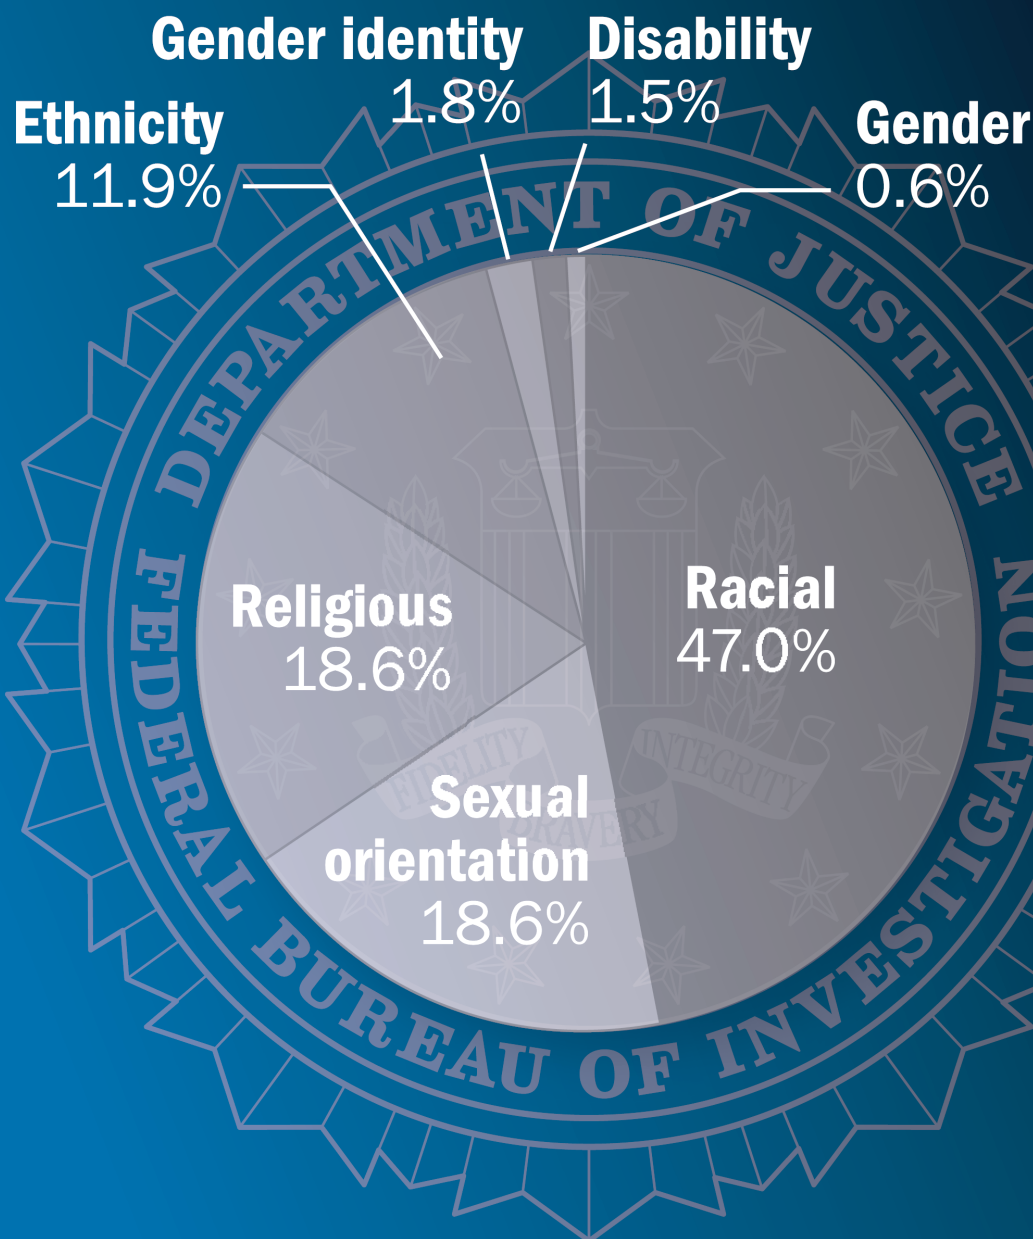 Gender identity
1.8%
Disability
1.5%
Ethnicity
11.9%
Gender
0.6%
Racial
47.0%
Religious
18.6%
Sexual
orientation
18.6%
DEPARTMENT OF JUSTICE
FEDERAL BUREAU OF INVESTIGATION
FIDELITY
BRAVERY
INTEGRITY